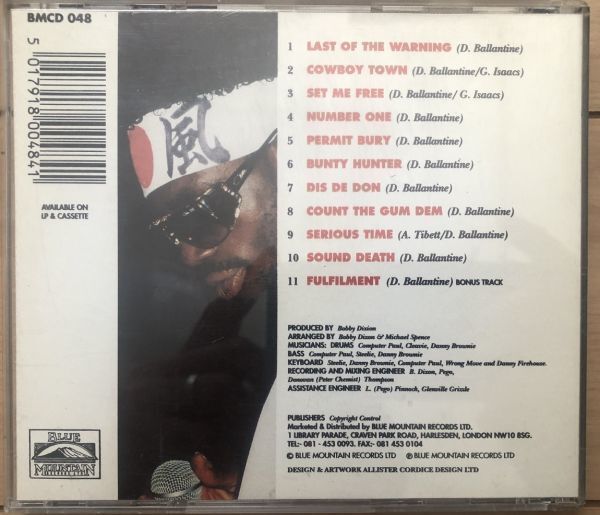 BMCD 048
5 017918 004841
AVAILABLE ON
LP & CASSETTE
風
1 LAST OF THE WARNING (D. Ballantine)
2 COWBOY TOWN (D. Ballantine/G. Isaacs)
3 SET ME FREE (D. Ballantine/ G. Isaacs)
4 NUMBER ONE (D. Ballantine)
5 PERMIT BURY (D. Ballantine)
6 BUNTY HUNTER (D. Ballantine)
7 DIS DE DON (D. Ballantine)
8 COUNT THE GUM DEM (D. Ballantine)
9 SERIOUS TIME (A. Tibett/D. Ballantine)
10 SOUND DEATH (D. Ballantine)
11 FULFILMENT (D. Ballantine) BONUS TRACK
PRODUCED BY Bobby Dixion
ARRANGED BY Bobby Dixon & Michael Spence
MUSICIANS: DRUMS Computer Paul, Cleavie, Danny Brownie
BASS Computer Paul, Steelie, Danny Brownie
KEYBOARD Steelie, Danny Brownie, Computer Paul, Wrong Move and Danny Firehouse.
RECORDING AND MIXING ENGINEER B. Dixon, Pego,
Donovan (Peter Chemist) Thompson
ASSISTANCE ENGINEER L. (Pego) Pinnock, Glenville Grizzle
PUBLISHERS Copyright Control
Marketed & Distributed by BLUE MOUNTAIN RECORDS LTD.
1 LIBRARY PARADE, CRAVEN PARK ROAD, HARLESDEN, LONDON NW10 8SG.
TEL:- 081 - 453 0093. FAX:- 081 453 0104
© BLUE MOUNTAIN RECORDS LTD ℗ BLUE MOUNTAIN RECORDS LTD
DESIGN & ARTWORK ALLISTER CORDICE DESIGN LTD
BLUE
MOUNTAIN